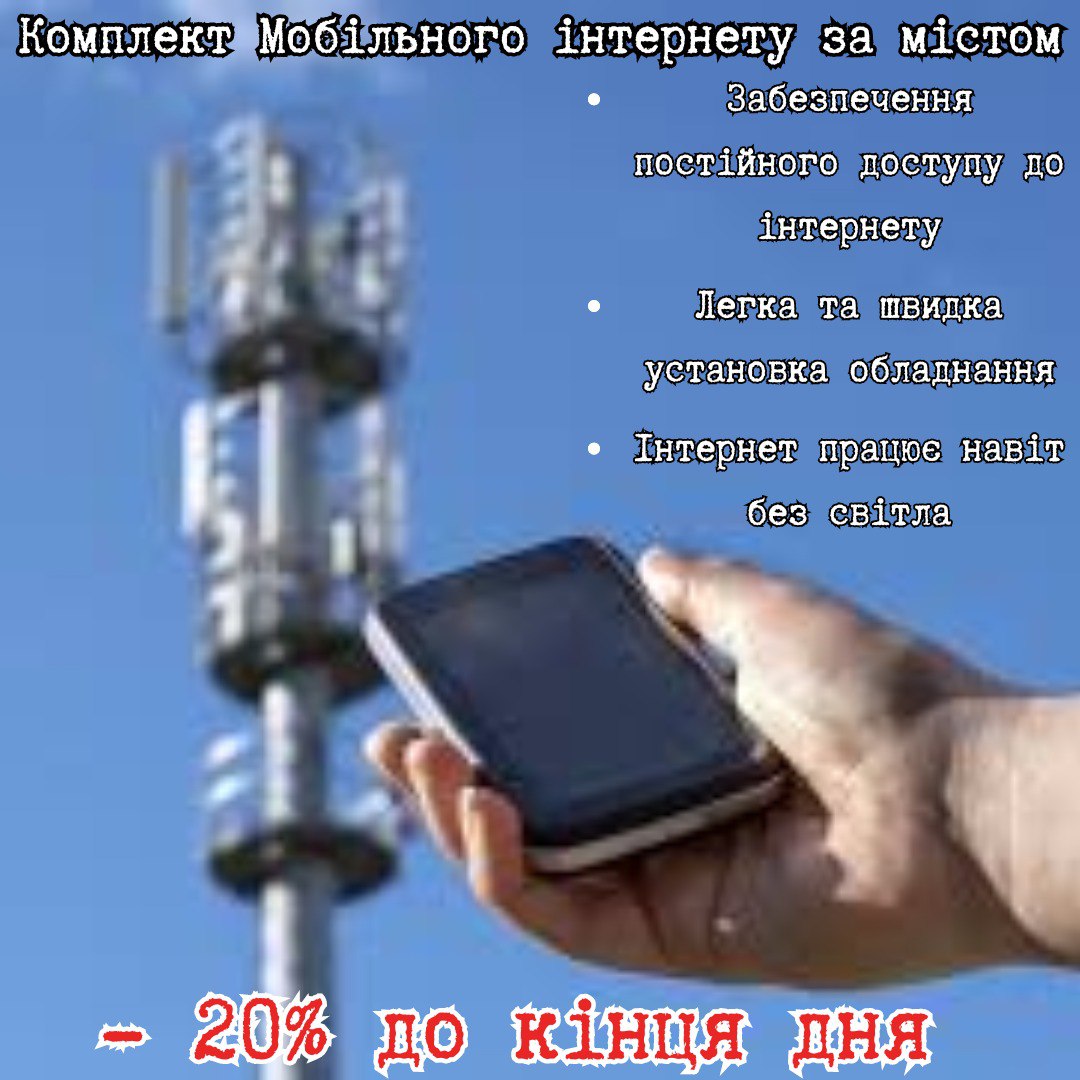 Комплект Мобільного інтернету за містом
• Забезпечення
постійного доступу до
інтернету
• Легка та швидка
установка обладнання
• Інтернет працює навіт
без світла
- 20% до кінця дня